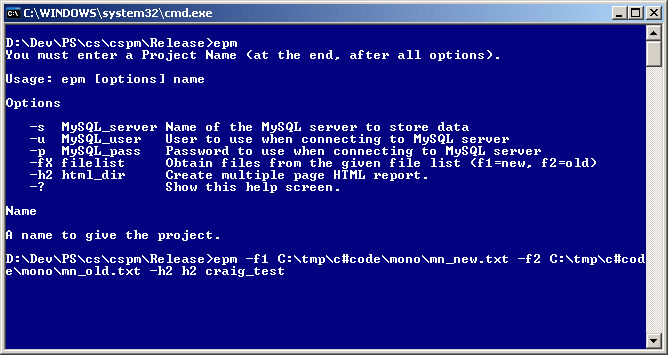 C:\WINDOWS\system32\cmd.exe
D:\Dev\PS\cs\cspm\Release>epm
You must enter a Project Name (at the end, after all options).
Usage: epm [options] name
Options
-s MySQL_server Name of the MySQL server to store data
-u MySQL_user User to use when connecting to MySQL server
-p MySQL_pass Password to use when connecting to MySQL server
-fX filelist Obtain files from the given file list (f1=new, f2=old)
-h2 html_dir Create multiple page HTML report.
-? Show this help screen.
Name
A name to give the project.
D:\Dev\PS\cs\cspm\Release>epm -f1 C:\tmp\c#code\mono\mn_new.txt -f2 C:\tmp\c#cod
e\mono\mn_old.txt -h2 h2 craig_test